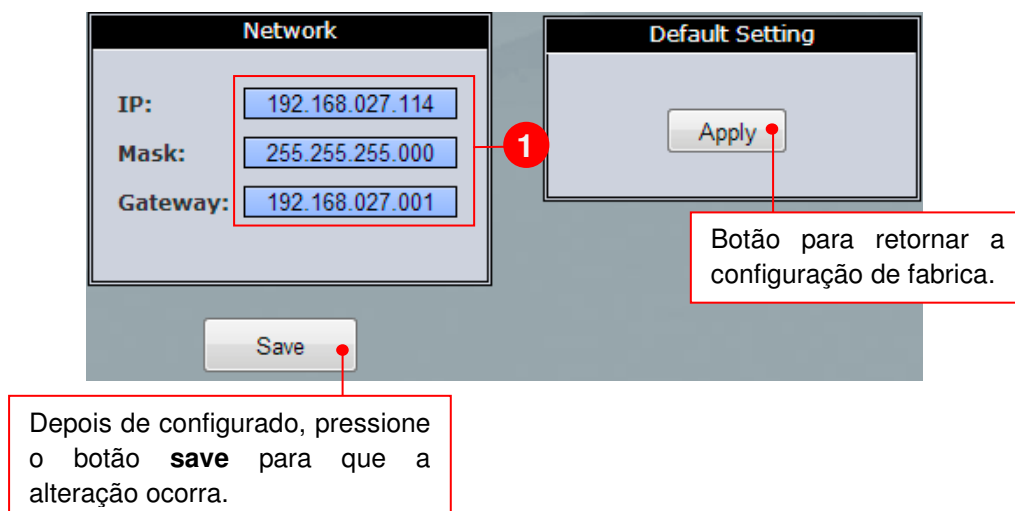 Network
IP: 192.168.027.114
Mask: 255.255.255.000
Gateway: 192.168.027.001
1
Default Setting
Apply
Botão para retornar a
configuração de fabrica.
Save
Depois de configurado, pressione
o botão save para que a
alteração ocorra.